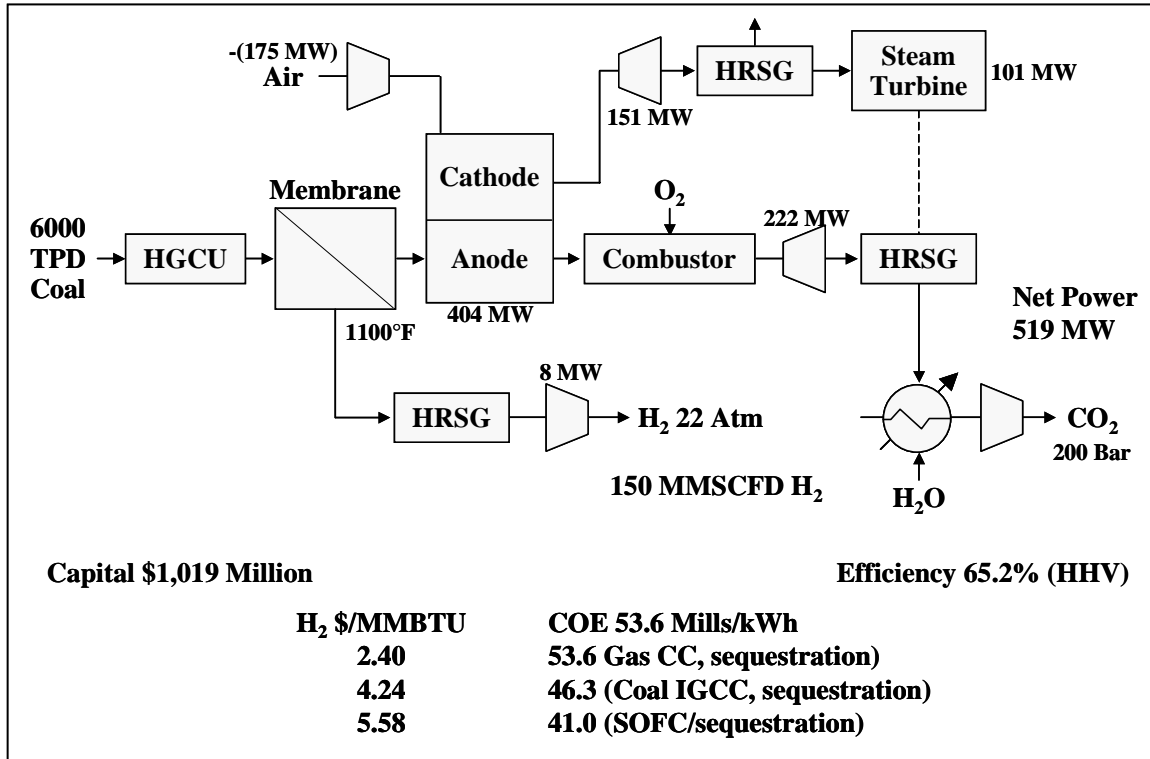 -(175 MW)
Air
HRSG
Steam
Turbine
101 MW
151 MW
Cathode
Membrane
O₂
222 MW
6000
TPD
Coal
HGCU
Anode
Combustor
HRSG
404 MW
1100°F
Net Power
519 MW
8 MW
HRSG
H₂ 22 Atm
CO₂
200 Bar
150 MMSCFD H₂
H₂O
Capital $1,019 Million
Efficiency 65.2% (HHV)
H₂ $/MMBTU COE 53.6 Mills/kWh
2.40 53.6 Gas CC, sequestration)
4.24 46.3 (Coal IGCC, sequestration)
5.58 41.0 (SOFC/sequestration)